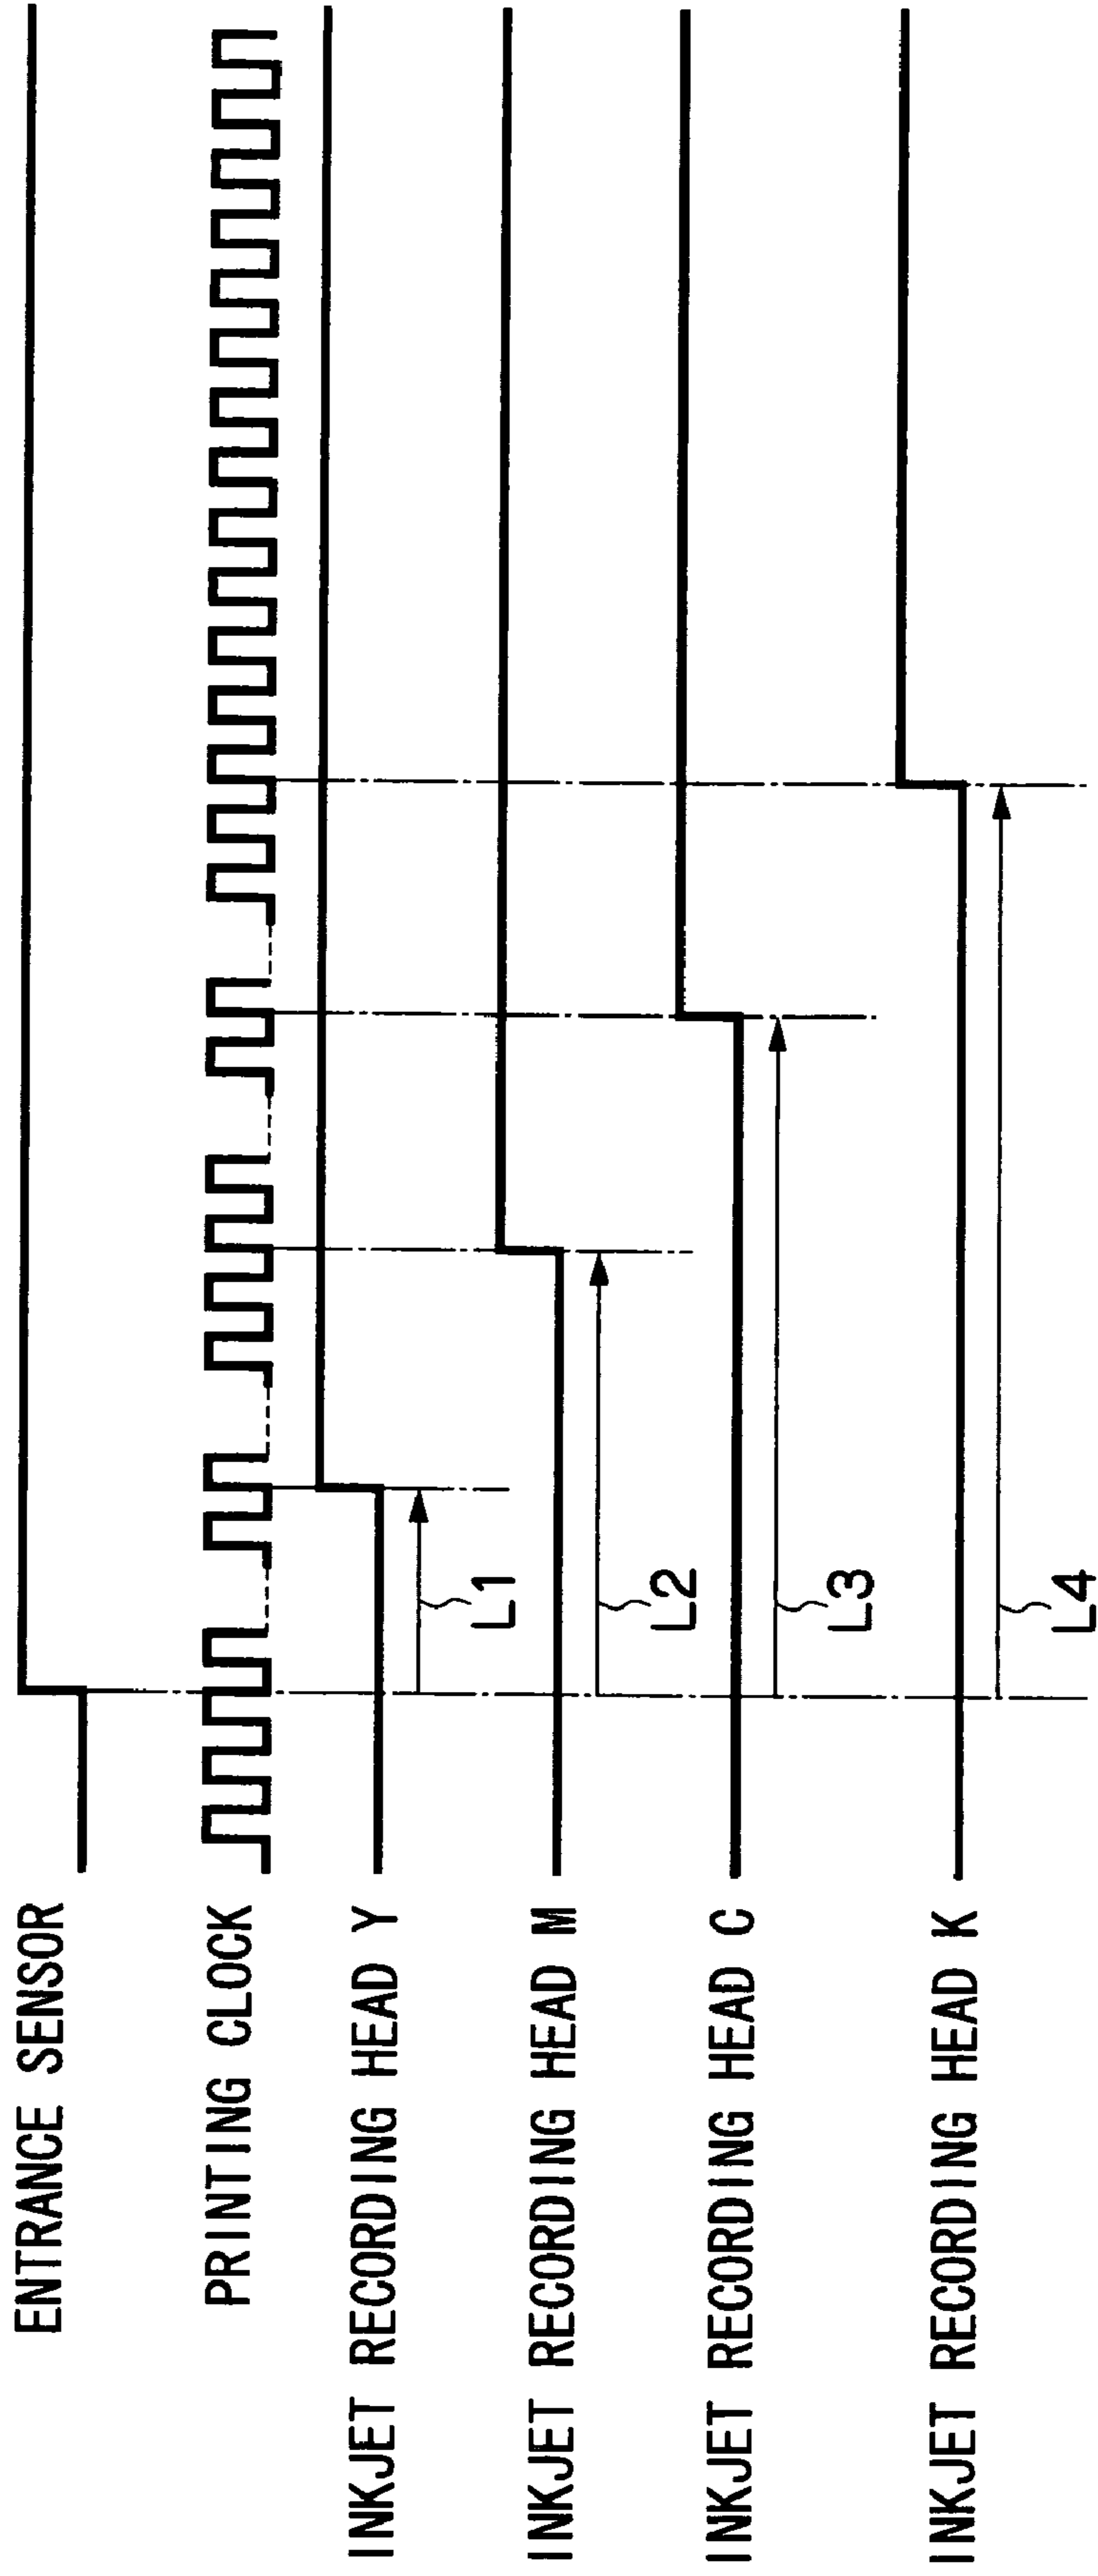 ENTRANCE SENSOR
PRINTING CLOCK
INKJET RECORDING HEAD Y
L1
INKJET RECORDING HEAD M
L2
INKJET RECORDING HEAD C
L3
INKJET RECORDING HEAD K
L4